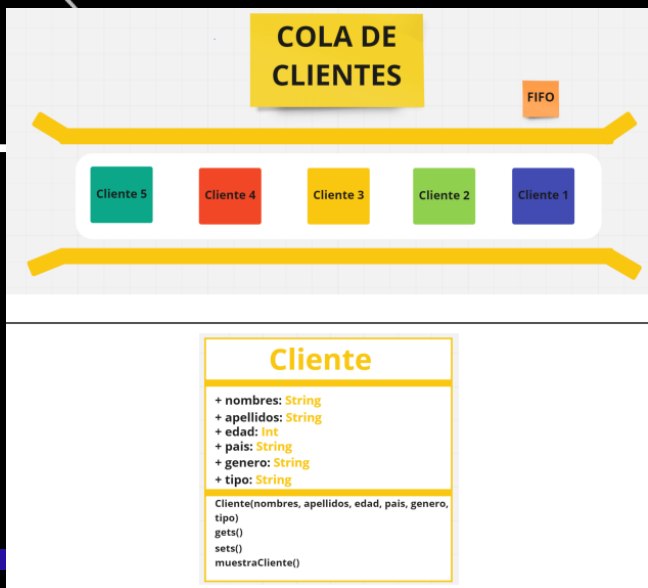 COLA DE
CLIENTES
FIFO
Cliente 5 Cliente 4 Cliente 3 Cliente 2 Cliente 1
Cliente
+ nombres: String
+ apellidos: String
+ edad: Int
+ pais: String
+ genero: String
+ tipo: String
Cliente(nombres, apellidos, edad, pais, genero,
tipo)
gets()
sets()
muestraCliente()